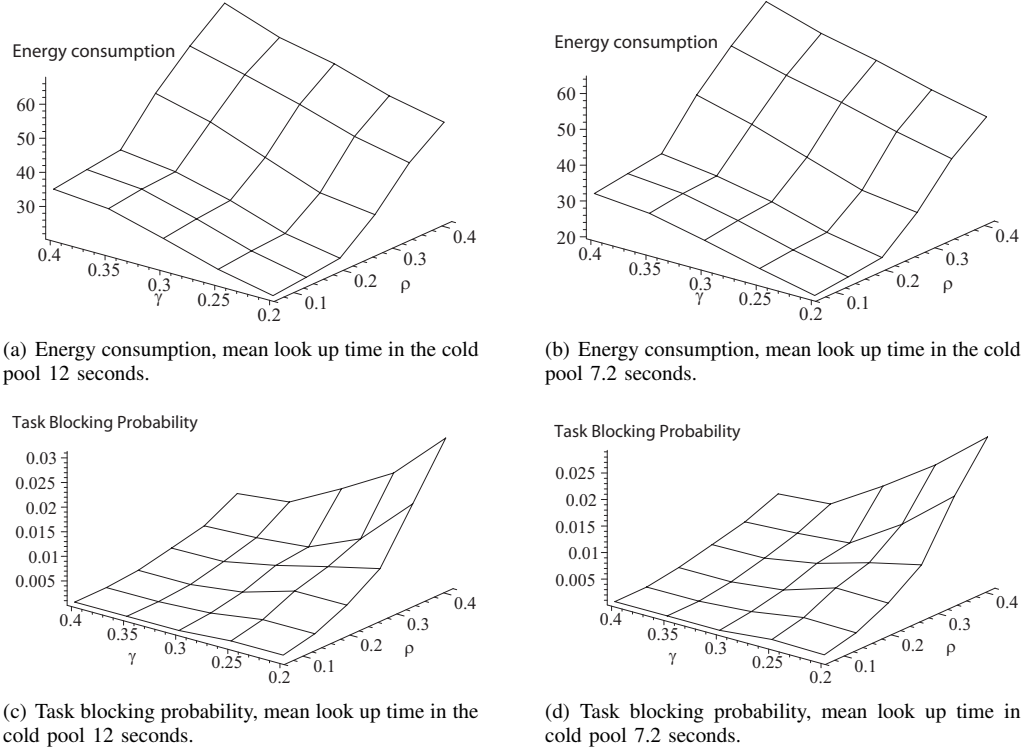 Energy consumption
60
50
40
30
0.4
0.35
0.3
γ
0.25
0.2
0.1
0.2
ρ
0.3
0.4
(a) Energy consumption, mean look up time in the cold
pool 12 seconds.
Energy consumption
60
50
40
30
20
0.4
0.35
0.3
γ
0.25
0.2
0.1
0.2
ρ
0.3
0.4
(b) Energy consumption, mean look up time in the cold
pool 7.2 seconds.
Task Blocking Probability
0.03
0.025
0.02
0.015
0.01
0.005
0.4
0.35
γ
0.3
0.25
0.2
0.1
0.2
ρ
0.3
0.4
(c) Task blocking probability, mean look up time in the
cold pool 12 seconds.
Task Blocking Probability
0.025
0.02
0.015
0.01
0.005
0.4
0.35
γ
0.3
0.25
0.2
0.1
0.2
ρ
0.3
0.4
(d) Task blocking probability, mean look up time in
cold pool 7.2 seconds.